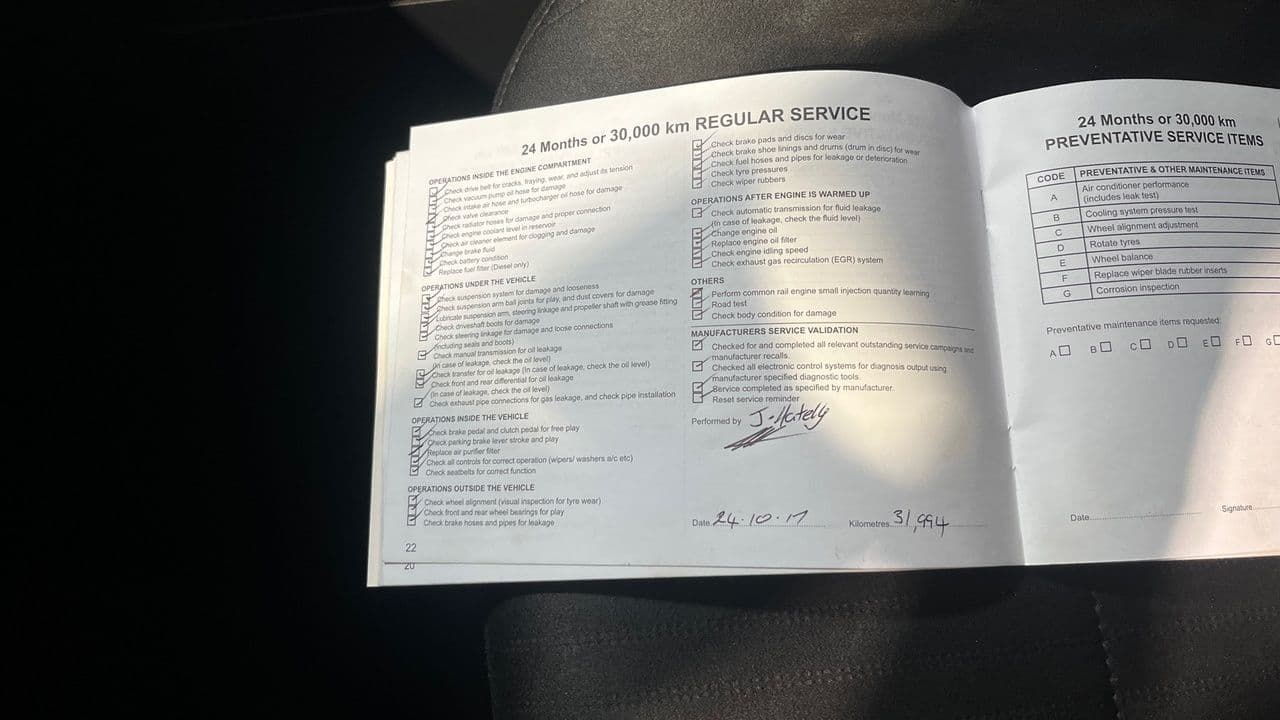 24 Months or 30,000 km REGULAR SERVICE
OPERATIONS INSIDE THE ENGINE COMPARTMENT
Check drive belt for cracks, fraying, wear, and adjust its tension
Check vacuum pump oil hose for damage
Check intake air hose and turbocharger oil hose for damage
Check valve clearance
Check radiator hoses for damage and proper connection
Check engine coolant level in reservoir
Check air cleaner element for clogging and damage
Change brake fluid
Check battery condition
Replace fuel filter (Diesel only)
OPERATIONS UNDER THE VEHICLE
Check suspension system for damage and looseness
Check suspension arm ball joints for play, and dust covers for damage
Lubricate suspension arm, steering linkage and propeller shaft with grease fitting
Check driveshaft boots for damage
Check steering linkage for damage and loose connections
(including seals and boots)
Check manual transmission for oil leakage
(In case of leakage, check the oil level)
Check transfer for oil leakage (In case of leakage, check the oil level)
Check front and rear differential for oil leakage
(In case of leakage, check the oil level)
Check exhaust pipe connections for gas leakage, and check pipe installation
OPERATIONS INSIDE THE VEHICLE
Check brake pedal and clutch pedal for free play
Check parking brake lever stroke and play
Replace air purifier filter
Check all controls for correct operation (wipers/ washers a/c etc)
Check seatbelts for correct function
OPERATIONS OUTSIDE THE VEHICLE
Check wheel alignment (visual inspection for tyre wear)
Check front and rear wheel bearings for play
Check brake hoses and pipes for leakage
22
20
Check brake pads and discs for wear
Check brake shoe linings and drums (drum in disc) for wear
Check fuel hoses and pipes for leakage or deterioration
Check tyre pressures
Check wiper rubbers
OPERATIONS AFTER ENGINE IS WARMED UP
Check automatic transmission for fluid leakage
(In case of leakage, check the fluid level)
Change engine oil
Replace engine oil filter
Check engine idling speed
Check exhaust gas recirculation (EGR) system
OTHERS
Perform common rail engine small injection quantity learning
Road test
Check body condition for damage
MANUFACTURERS SERVICE VALIDATION
Checked for and completed all relevant outstanding service campaigns and
manufacturer recalls.
Checked all electronic control systems for diagnosis output using
manufacturer specified diagnostic tools.
Service completed as specified by manufacturer.
Reset service reminder
Performed by J. Hately
Date 24.10.17 Kilometres 31,994
24 Months or 30,000 km
PREVENTATIVE SERVICE ITEMS
CODE PREVENTATIVE & OTHER MAINTENANCE ITEMS
A Air conditioner performance
(includes leak test)
B Cooling system pressure test
C Wheel alignment adjustment
D Rotate tyres
E Wheel balance
F Replace wiper blade rubber inserts
G Corrosion inspection
Preventative maintenance items requested:
A B C D E F G
Date Signature